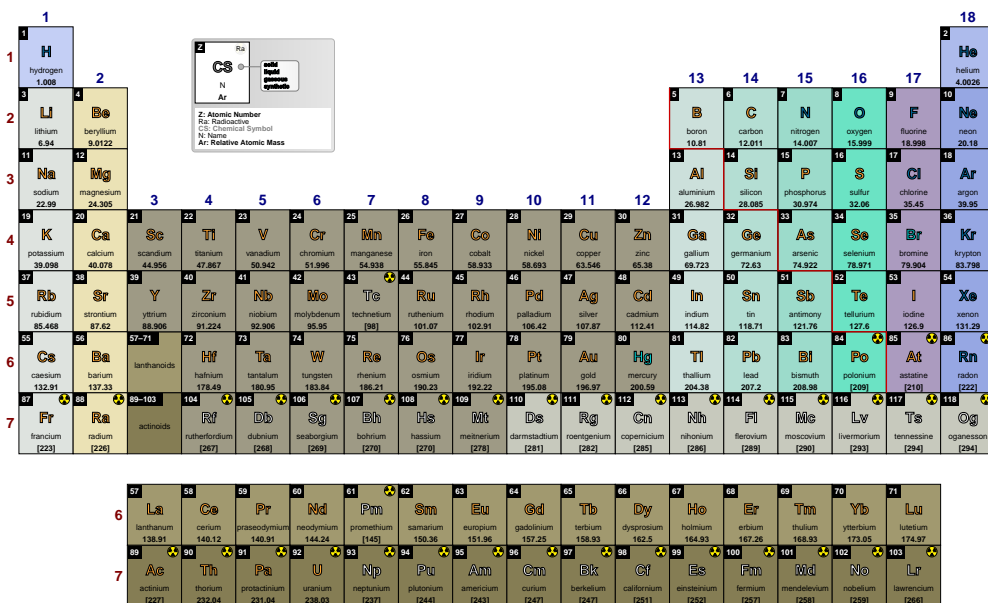 1 18
1 H hydrogen 1.008 2 He helium 4.0026
Z Ra
CS
N
Ar
solid
liquid
gaseous
synthetic
Z: Atomic Number
Ra: Radioactive
CS: Chemical Symbol
N: Name
Ar: Relative Atomic Mass
2 13 14 15 16 17
3 Li lithium 6.94 4 Be beryllium 9.0122 5 B boron 10.81 6 C carbon 12.011 7 N nitrogen 14.007 8 O oxygen 15.999 9 F fluorine 18.998 10 Ne neon 20.18
11 Na sodium 22.99 12 Mg magnesium 24.305 13 Al aluminium 26.982 14 Si silicon 28.085 15 P phosphorus 30.974 16 S sulfur 32.06 17 Cl chlorine 35.45 18 Ar argon 39.95
3 4 5 6 7 8 9 10 11 12
19 K potassium 39.098 20 Ca calcium 40.078 21 Sc scandium 44.956 22 Ti titanium 47.867 23 V vanadium 50.942 24 Cr chromium 51.996 25 Mn manganese 54.938 26 Fe iron 55.845 27 Co cobalt 58.933 28 Ni nickel 58.693 29 Cu copper 63.546 30 Zn zinc 65.38 31 Ga gallium 69.723 32 Ge germanium 72.63 33 As arsenic 74.922 34 Se selenium 78.971 35 Br bromine 79.904 36 Kr krypton 83.798
37 Rb rubidium 85.468 38 Sr strontium 87.62 39 Y yttrium 88.906 40 Zr zirconium 91.224 41 Nb niobium 92.906 42 Mo molybdenum 95.95 43 Tc technetium [98] 44 Ru ruthenium 101.07 45 Rh rhodium 102.91 46 Pd palladium 106.42 47 Ag silver 107.87 48 Cd cadmium 112.41 49 In indium 114.82 50 Sn tin 118.71 51 Sb antimony 121.76 52 Te tellurium 127.6 53 I iodine 126.9 54 Xe xenon 131.29
55 Cs caesium 132.91 56 Ba barium 137.33 57–71 lanthanoids 72 Hf hafnium 178.49 73 Ta tantalum 180.95 74 W tungsten 183.84 75 Re rhenium 186.21 76 Os osmium 190.23 77 Ir iridium 192.22 78 Pt platinum 195.08 79 Au gold 196.97 80 Hg mercury 200.59 81 Tl thallium 204.38 82 Pb lead 207.2 83 Bi bismuth 208.98 84 Po polonium [209] 85 At astatine [210] 86 Rn radon [222]
87 Fr francium [223] 88 Ra radium [226] 89–103 actinoids 104 Rf rutherfordium [267] 105 Db dubnium [268] 106 Sg seaborgium [269] 107 Bh bohrium [270] 108 Hs hassium [270] 109 Mt meitnerium [278] 110 Ds darmstadtium [281] 111 Rg roentgenium [282] 112 Cn copernicium [285] 113 Nh nihonium [286] 114 Fl flerovium [289] 115 Mc moscovium [290] 116 Lv livermorium [293] 117 Ts tennessine [294] 118 Og oganesson [294]
1
2
3
4
5
6
7
6 57 La lanthanum 138.91 58 Ce cerium 140.12 59 Pr praseodymium 140.91 60 Nd neodymium 144.24 61 Pm promethium [145] 62 Sm samarium 150.36 63 Eu europium 151.96 64 Gd gadolinium 157.25 65 Tb terbium 158.93 66 Dy dysprosium 162.5 67 Ho holmium 164.93 68 Er erbium 167.26 69 Tm thulium 168.93 70 Yb ytterbium 173.05 71 Lu lutetium 174.97
7 89 Ac actinium [227] 90 Th thorium 232.04 91 Pa protactinium 231.04 92 U uranium 238.03 93 Np neptunium [237] 94 Pu plutonium [244] 95 Am americium [243] 96 Cm curium [247] 97 Bk berkelium [247] 98 Cf californium [251] 99 Es einsteinium [252] 100 Fm fermium [257] 101 Md mendelevium [258] 102 No nobelium [259] 103 Lr lawrencium [266]